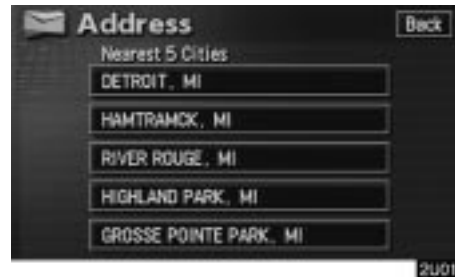 Address
Back
Nearest 5 Cities
DETROIT, MI
HAMTRAMCK, MI
RIVER ROUGE, MI
HIGHLAND PARK, MI
GROSSE POINTE PARK, MI
2U01